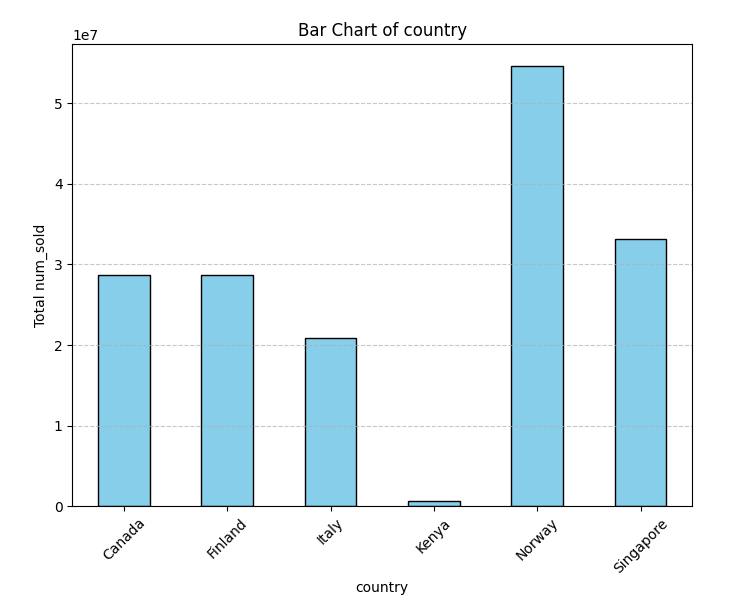 Bar Chart of country
1e7
5
4
3
2
1
0
Total num_sold
Canada
Finland
Italy
Kenya
Norway
Singapore
country